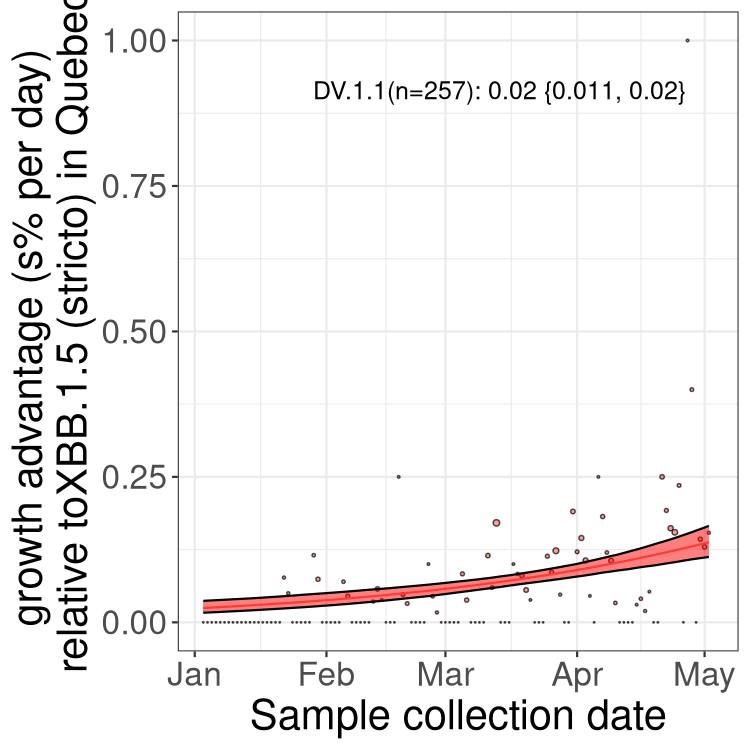 growth advantage (s% per day)
relative toXBB.1.5 (stricto) in Quebec
1.00
0.75
0.50
0.25
0.00
DV.1.1(n=257): 0.02 {0.011, 0.02}
Jan Feb Mar Apr May
Sample collection date